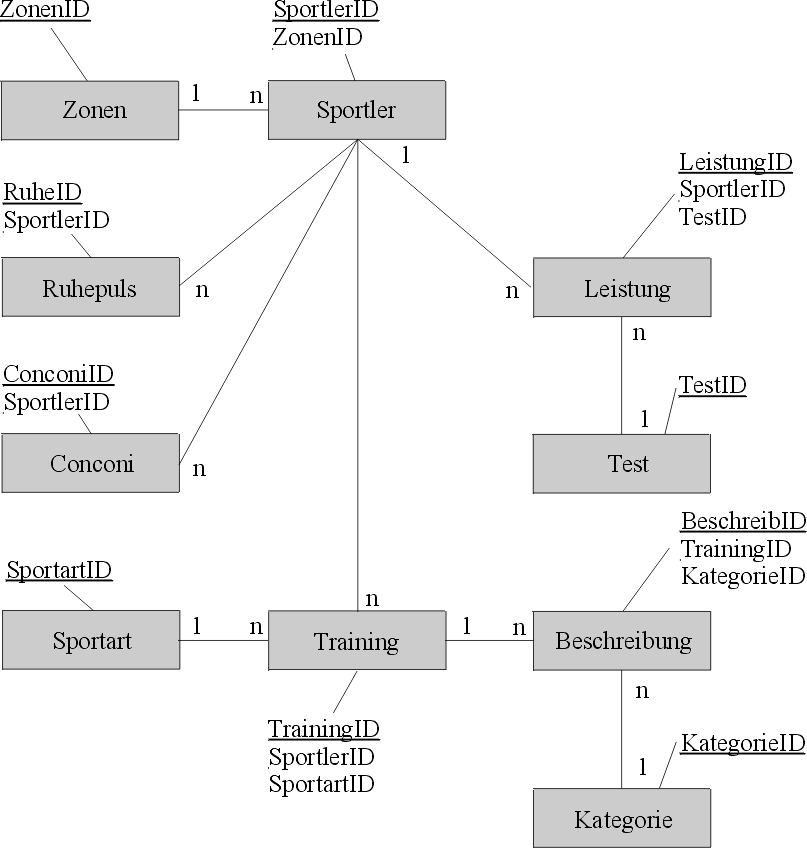 ZonenID
SportlerID
ZonenID
Zonen
1
n
Sportler
1
RuheID
SportlerID
LeistungID
SportlerID
TestID
Ruhepuls
n
n
Leistung
n
ConconiID
SportlerID
TestID
1
Conconi
n
Test
BeschreibID
TrainingID
KategorieID
SportartID
n
Sportart
1
n
Training
1
n
Beschreibung
n
TrainingID
SportlerID
SportartID
KategorieID
1
Kategorie